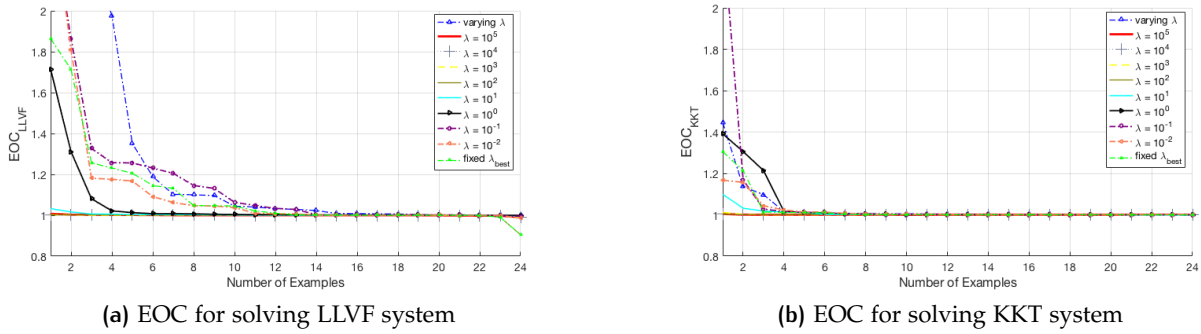 2
1.8
1.6
1.4
1.2
1
0.8
EOC_LLVF
2 4 6 8 10 12 14 16 18 20 22 24
Number of Examples
varying λ
λ = 10^5
λ = 10^4
λ = 10^3
λ = 10^2
λ = 10^1
λ = 10^0
λ = 10^-1
λ = 10^-2
fixed λ_best
(a) EOC for solving LLVF system
2
1.8
1.6
1.4
1.2
1
0.8
EOC_KKT
2 4 6 8 10 12 14 16 18 20 22 24
Number of Examples
varying λ
λ = 10^5
λ = 10^4
λ = 10^3
λ = 10^2
λ = 10^1
λ = 10^0
λ = 10^-1
λ = 10^-2
fixed λ_best
(b) EOC for solving KKT system